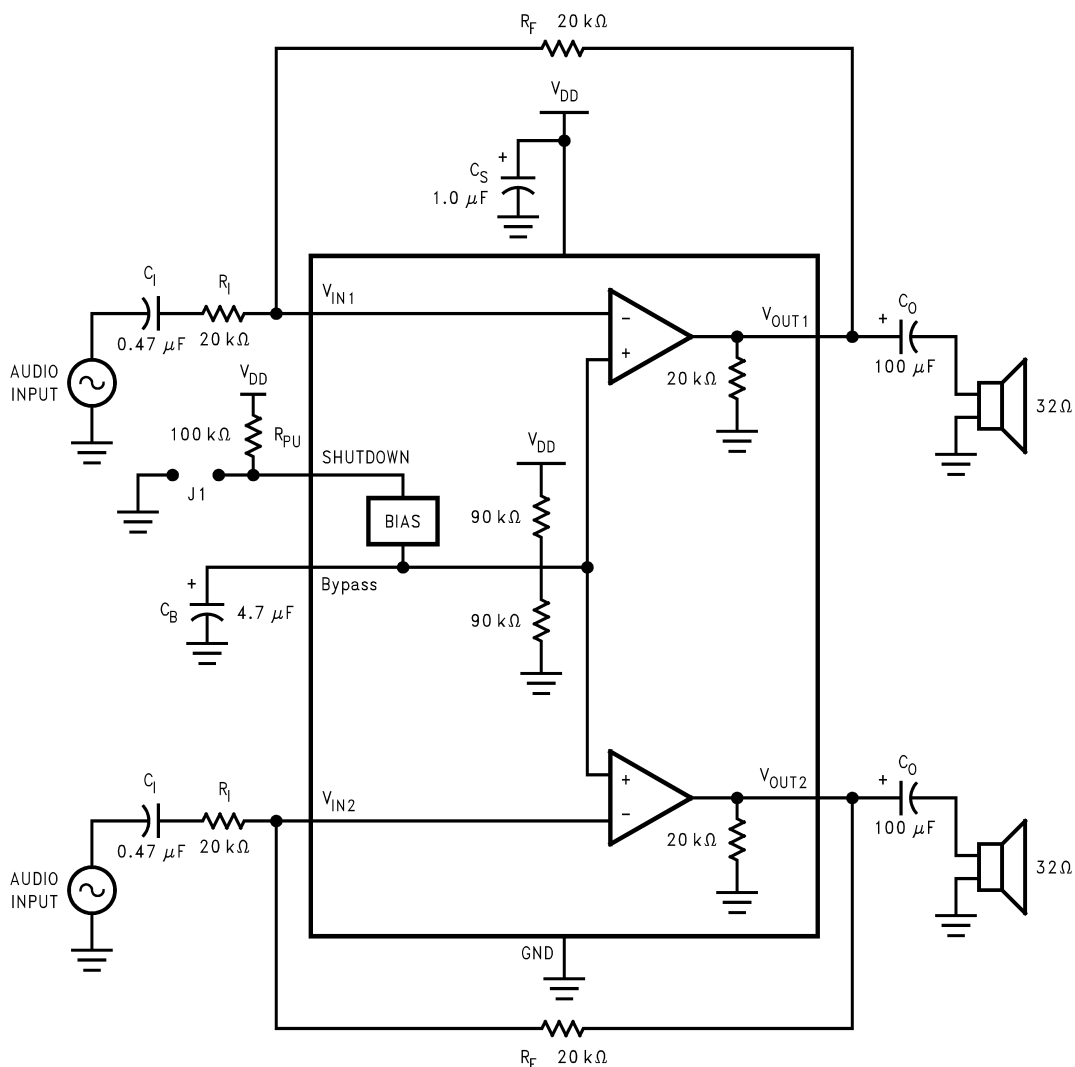 R_F 20 kΩ
V_DD
+
C_S
1.0 µF
C_I
R_I
V_IN1
0.47 µF
20 kΩ
AUDIO
INPUT
−
+
V_OUT1
20 kΩ
C_O
+
100 µF
32Ω
V_DD
100 kΩ
R_PU
SHUTDOWN
J1
BIAS
V_DD
90 kΩ
Bypass
+
C_B
4.7 µF
90 kΩ
C_I
R_I
V_IN2
0.47 µF
20 kΩ
AUDIO
INPUT
+
−
V_OUT2
20 kΩ
C_O
+
100 µF
32Ω
GND
R_F 20 kΩ